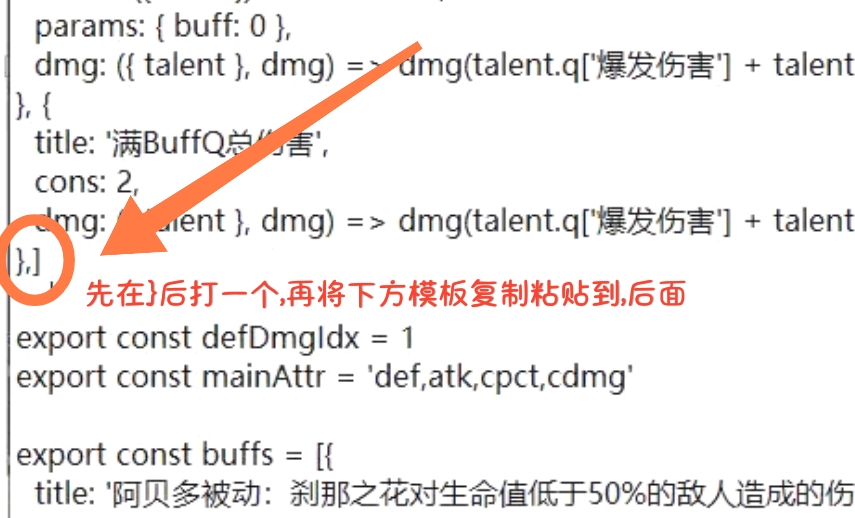 params: { buff: 0 },
dmg: ({ talent }, dmg) => dmg(talent.q['爆发伤害'] + talent
}, {
title: '满BuffQ总伤害',
cons: 2,
dmg: ({ talent }, dmg) => dmg(talent.q['爆发伤害'] + talent
},]
先在}后打一个,再将下方模板复制粘贴到,后面
export const defDmgIdx = 1
export const mainAttr = 'def,atk,cpct,cdmg'
export const buffs = [{
title: '阿贝多被动：刹那之花对生命值低于50%的敌人造成的伤